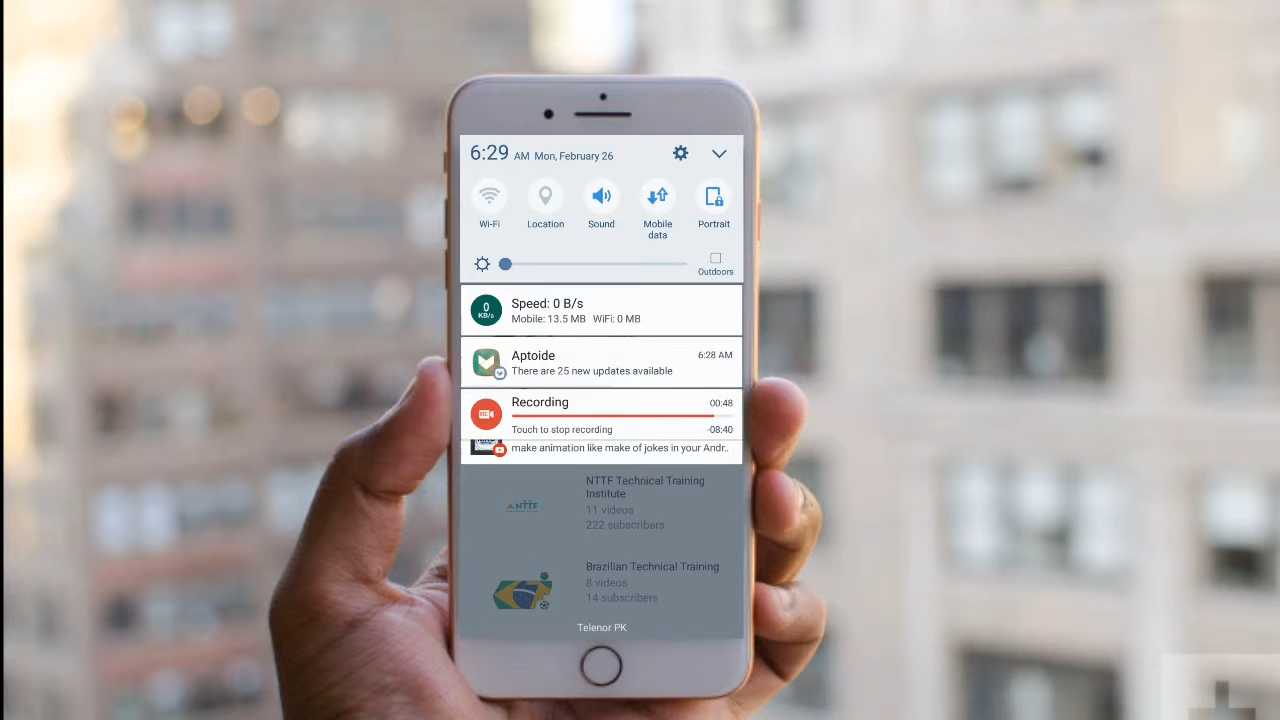 6:29 AM Mon, February 26
Wi-Fi Location Sound Mobile data Portrait
Outdoors
0 KB/s
Speed: 0 B/s
Mobile: 13.5 MB WiFi: 0 MB
Aptoide 6:28 AM
There are 25 new updates available
Recording 00:48
Touch to stop recording -08:40
make animation like make of jokes in your Andr..
NTTF Technical Training
Institute
NTTF
11 videos
222 subscribers
Brazilian Technical Training
8 videos
14 subscribers
Telenor PK